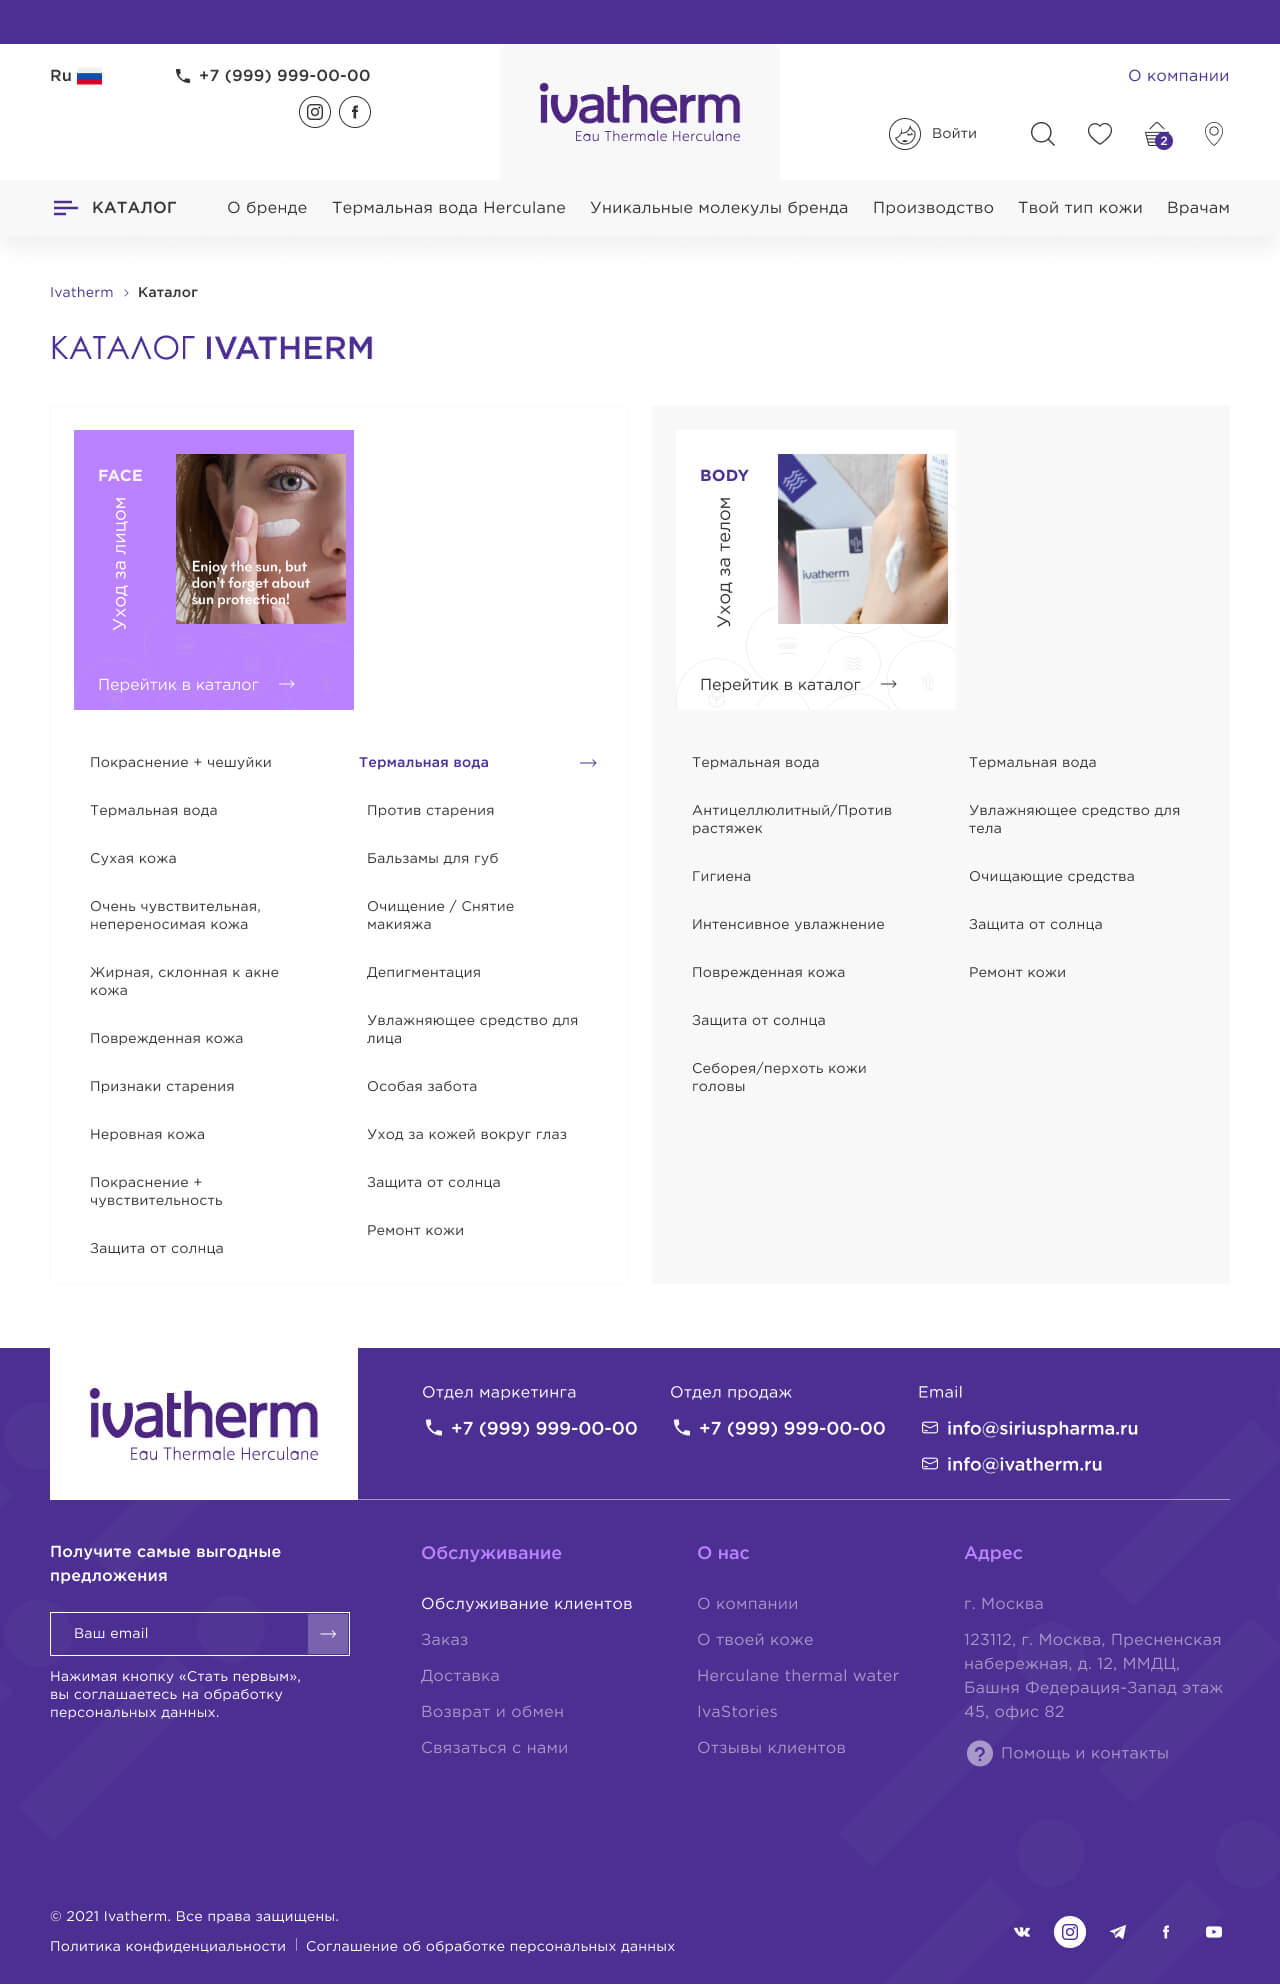 Ru
+7 (999) 999-00-00
ivatherm
Eau Thermale Herculane
О компании
Войти
2
КАТАЛОГ
О бренде
Термальная вода Herculane
Уникальные молекулы бренда
Производство
Твой тип кожи
Врачам
Ivatherm > Каталог
КАТАЛОГ IVATHERM
FACE
Уход за лицом
Enjoy the sun, but
don't forget about
sun protection!
Перейтик в каталог
Покраснение + чешуйки
Термальная вода
Сухая кожа
Очень чувствительная,
непереносимая кожа
Жирная, склонная к акне
кожа
Поврежденная кожа
Признаки старения
Неровная кожа
Покраснение +
чувствительность
Защита от солнца
Термальная вода
Против старения
Бальзамы для губ
Очищение / Снятие
макияжа
Депигментация
Увлажняющее средство для
лица
Особая забота
Уход за кожей вокруг глаз
Защита от солнца
Ремонт кожи
BODY
Уход за телом
ivatherm
Перейтик в каталог
Термальная вода
Антицеллюлитный/Против
растяжек
Гигиена
Интенсивное увлажнение
Поврежденная кожа
Защита от солнца
Себорея/перхоть кожи
головы
Термальная вода
Увлажняющее средство для
тела
Очищающие средства
Защита от солнца
Ремонт кожи
ivatherm
Eau Thermale Herculane
Отдел маркетинга
+7 (999) 999-00-00
Отдел продаж
+7 (999) 999-00-00
Email
info@siriuspharma.ru
info@ivatherm.ru
Получите самые выгодные
предложения
Ваш email
Нажимая кнопку «Стать первым»,
вы соглашаетесь на обработку
персональных данных.
Обслуживание
Обслуживание клиентов
Заказ
Доставка
Возврат и обмен
Связаться с нами
О нас
О компании
О твоей коже
Herculane thermal water
IvaStories
Отзывы клиентов
Адрес
г. Москва
123112, г. Москва, Пресненская
набережная, д. 12, ММДЦ,
Башня Федерация-Запад этаж
45, офис 82
? Помощь и контакты
© 2021 Ivatherm. Все права защищены.
Политика конфиденциальности | Соглашение об обработке персональных данных